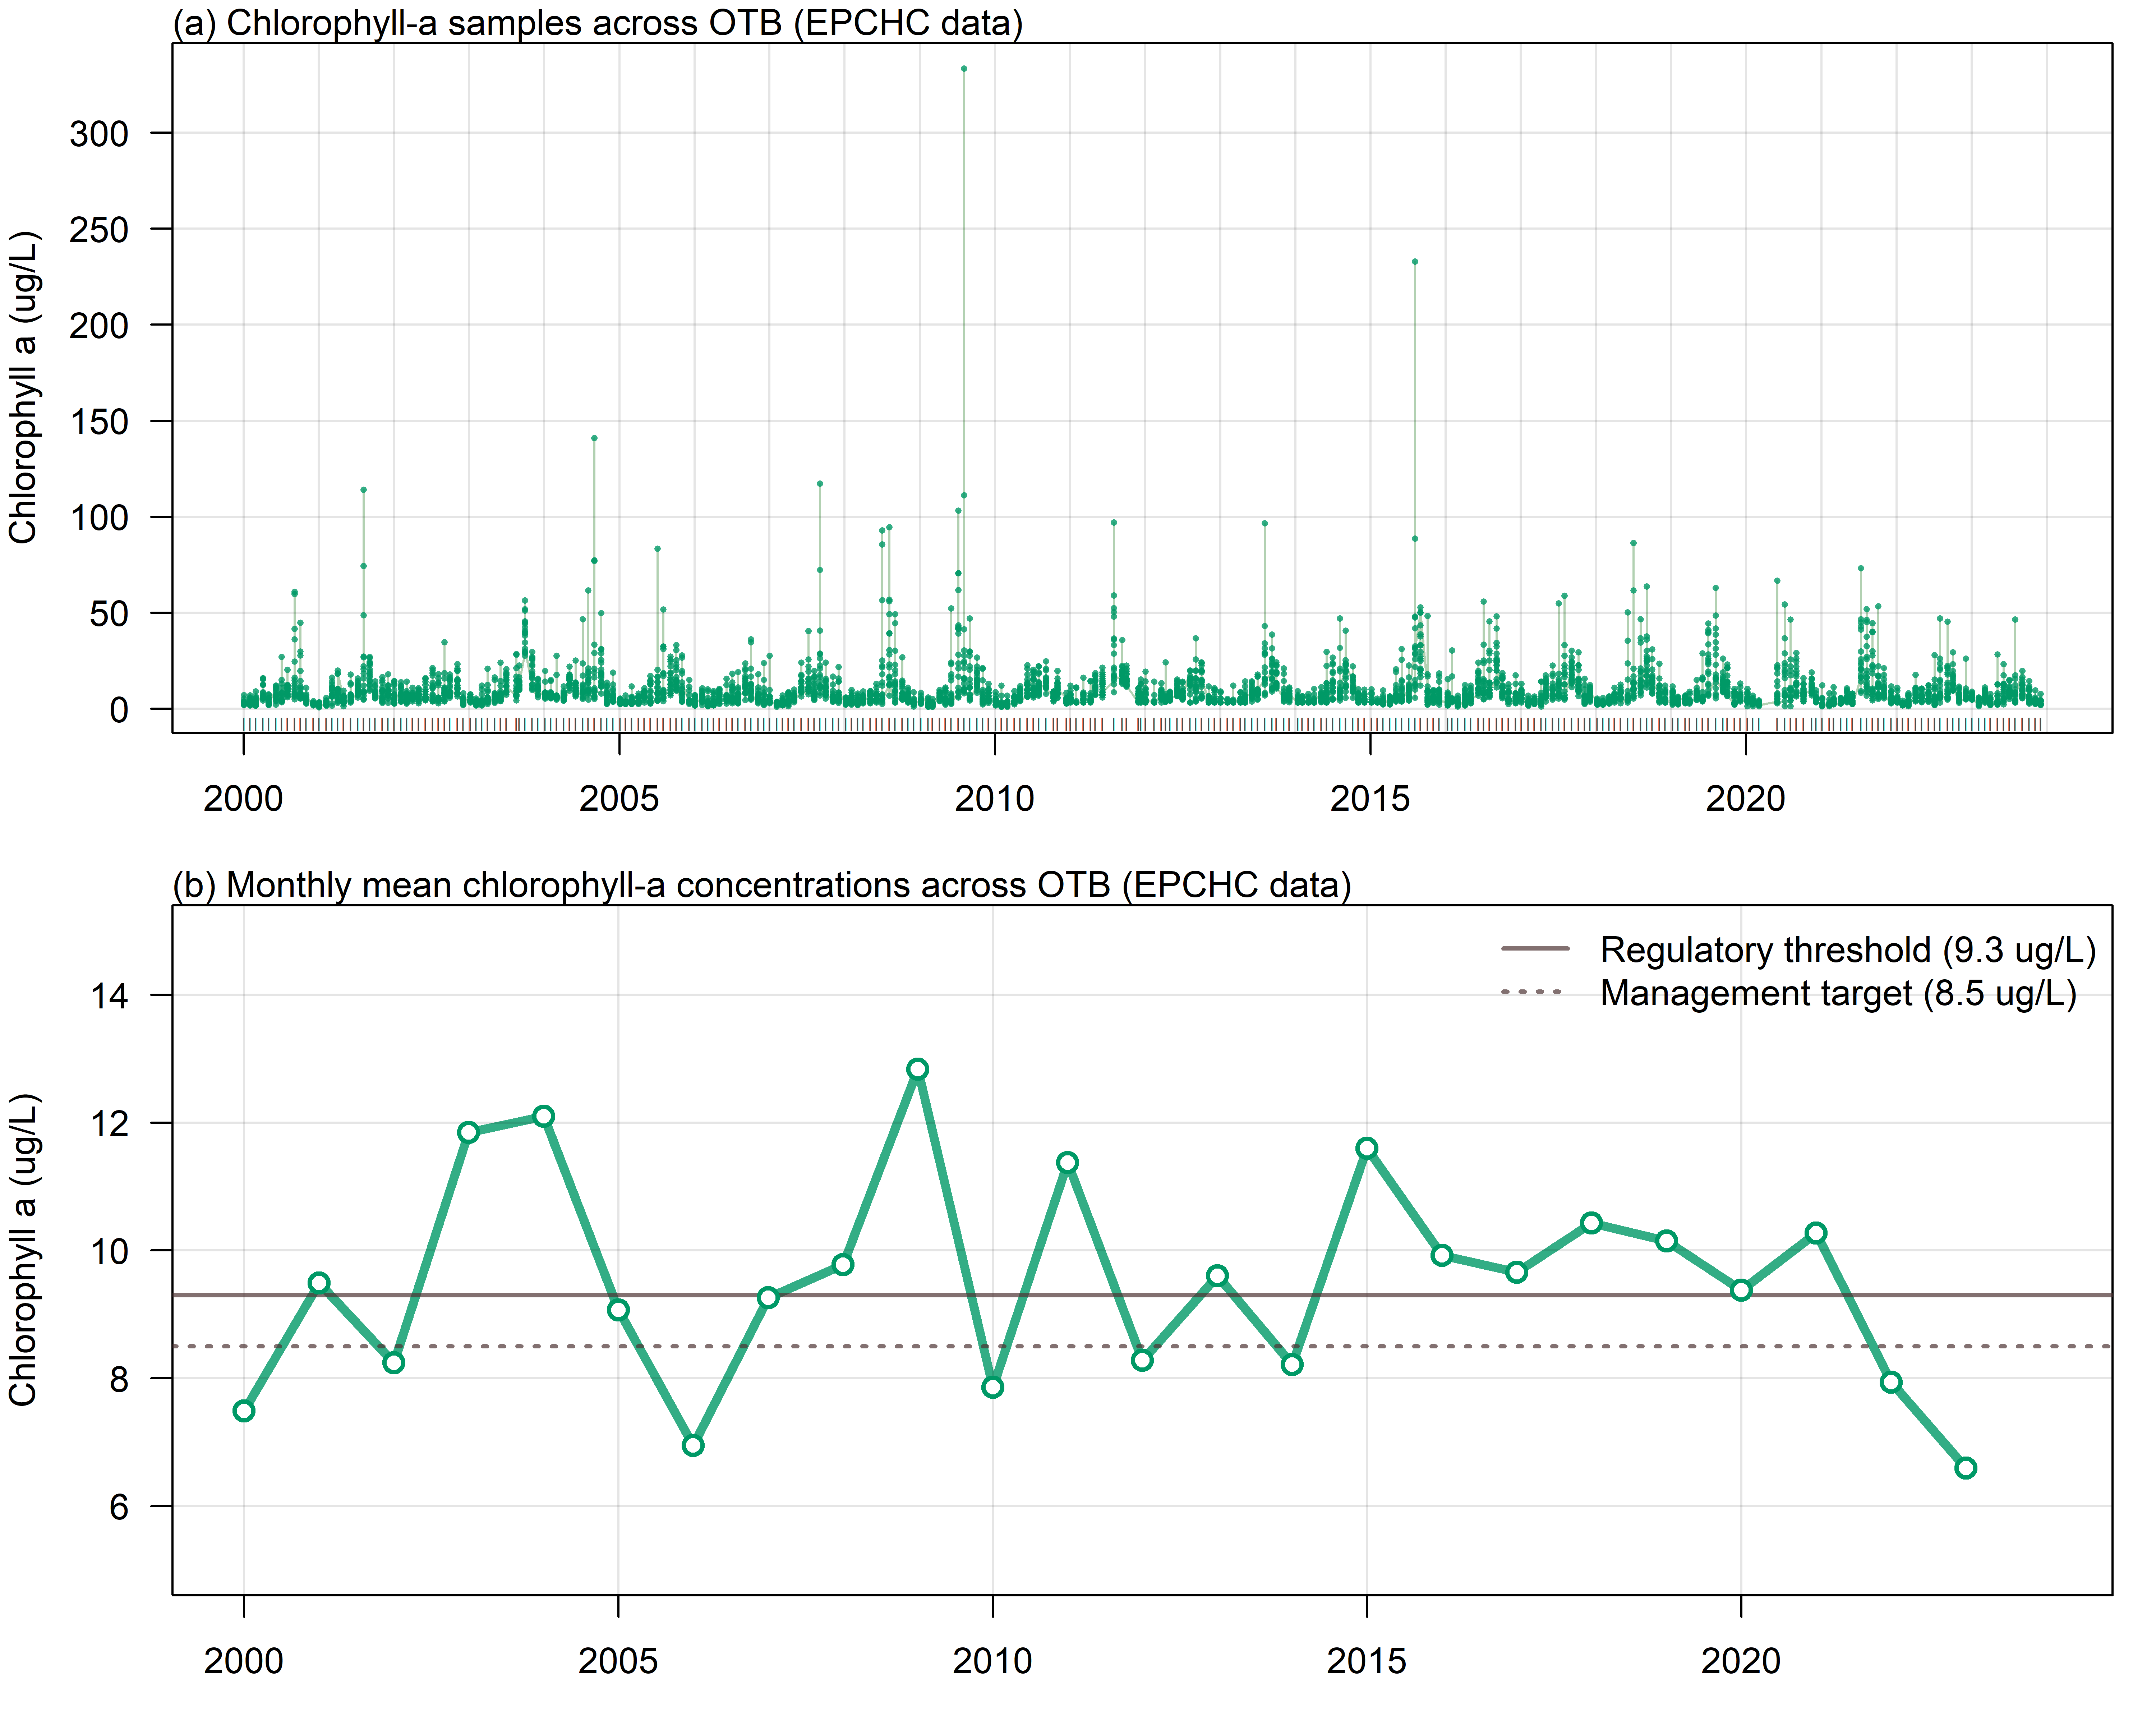 (a) Chlorophyll-a samples across OTB (EPCHC data)
Chlorophyll a (ug/L)
300
250
200
150
100
50
0
2000 2005 2010 2015 2020
(b) Monthly mean chlorophyll-a concentrations across OTB (EPCHC data)
Regulatory threshold (9.3 ug/L)
Management target (8.5 ug/L)
Chlorophyll a (ug/L)
14
12
10
8
6
2000 2005 2010 2015 2020